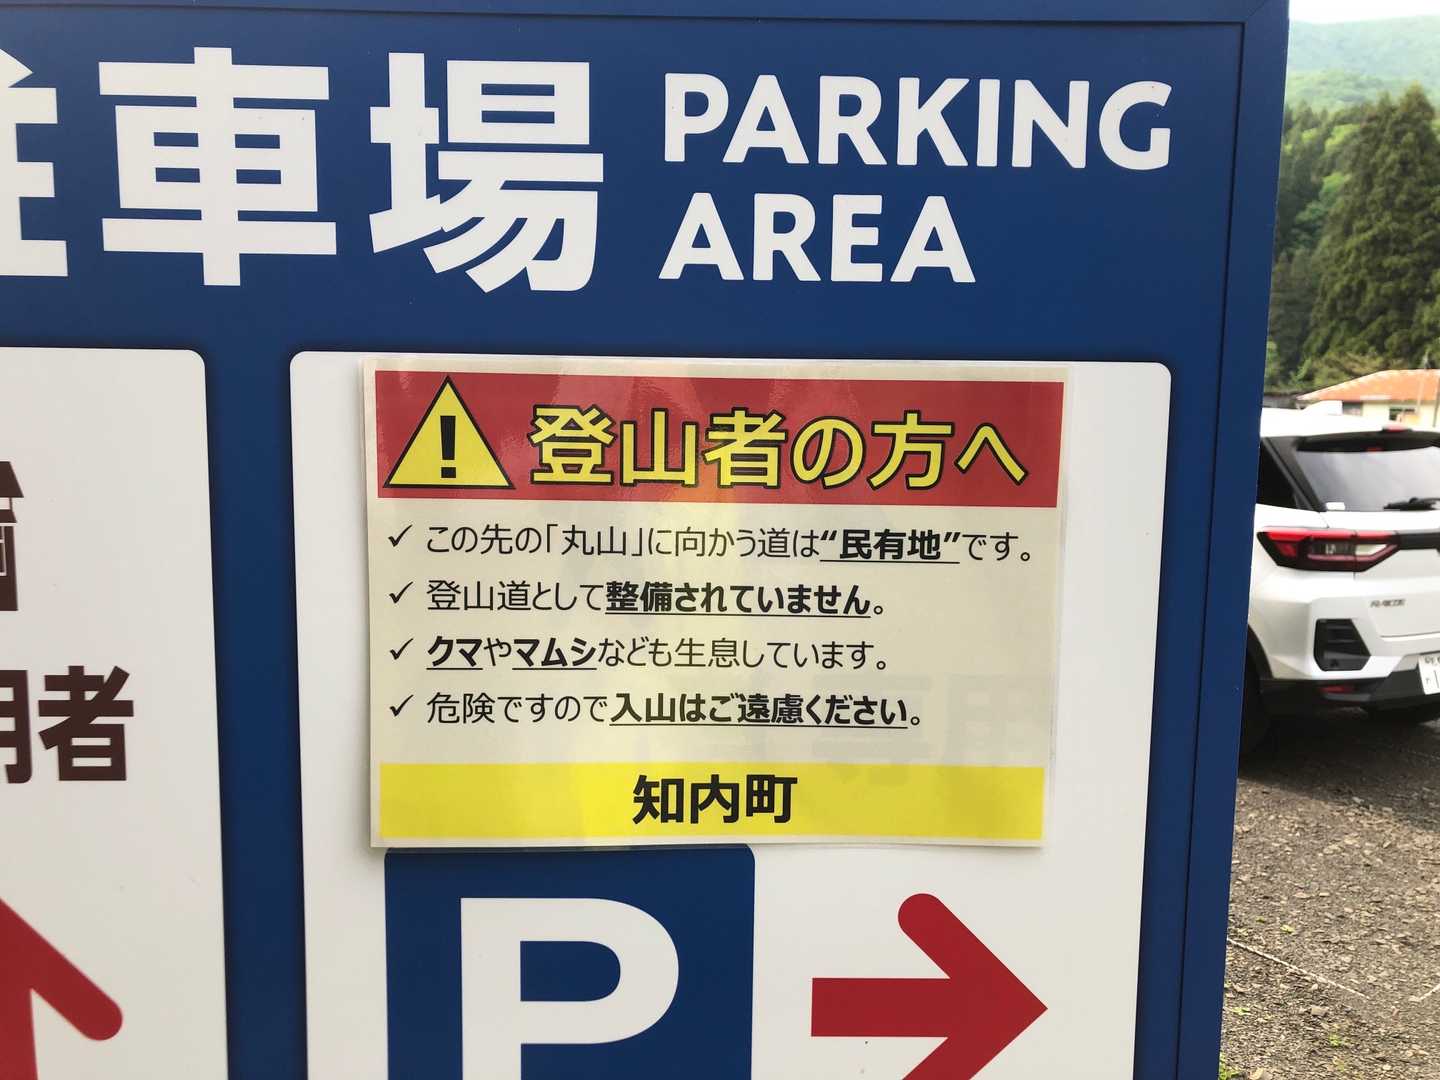 車場 PARKING
AREA
用者
登山者の方へ
✓ この先の「丸山」に向かう道は“民有地”です。
✓ 登山道として整備されていません。
✓ クマやマムシなども生息しています。
✓ 危険ですので入山はご遠慮ください。
知内町
P